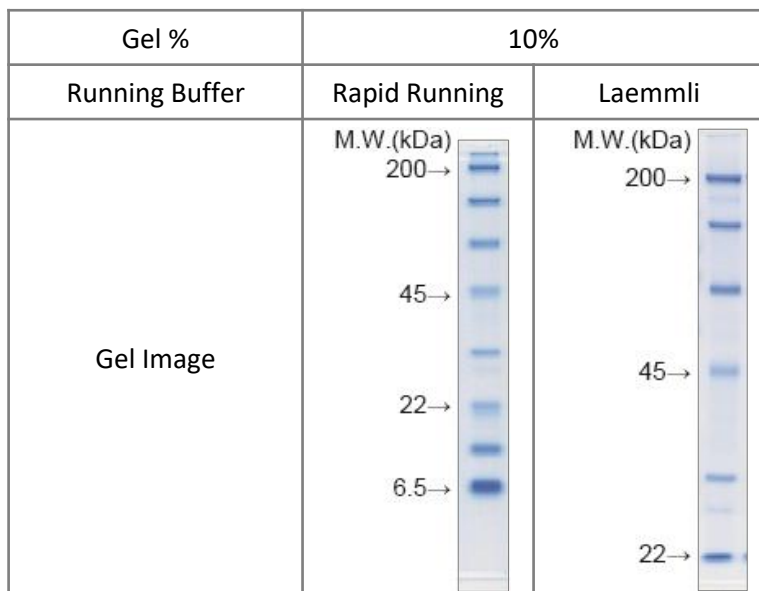 Gel % 10%
Running Buffer Rapid Running Laemmli
Gel Image
M.W.(kDa)
200→
45→
22→
6.5→
M.W.(kDa)
200→
45→
22→